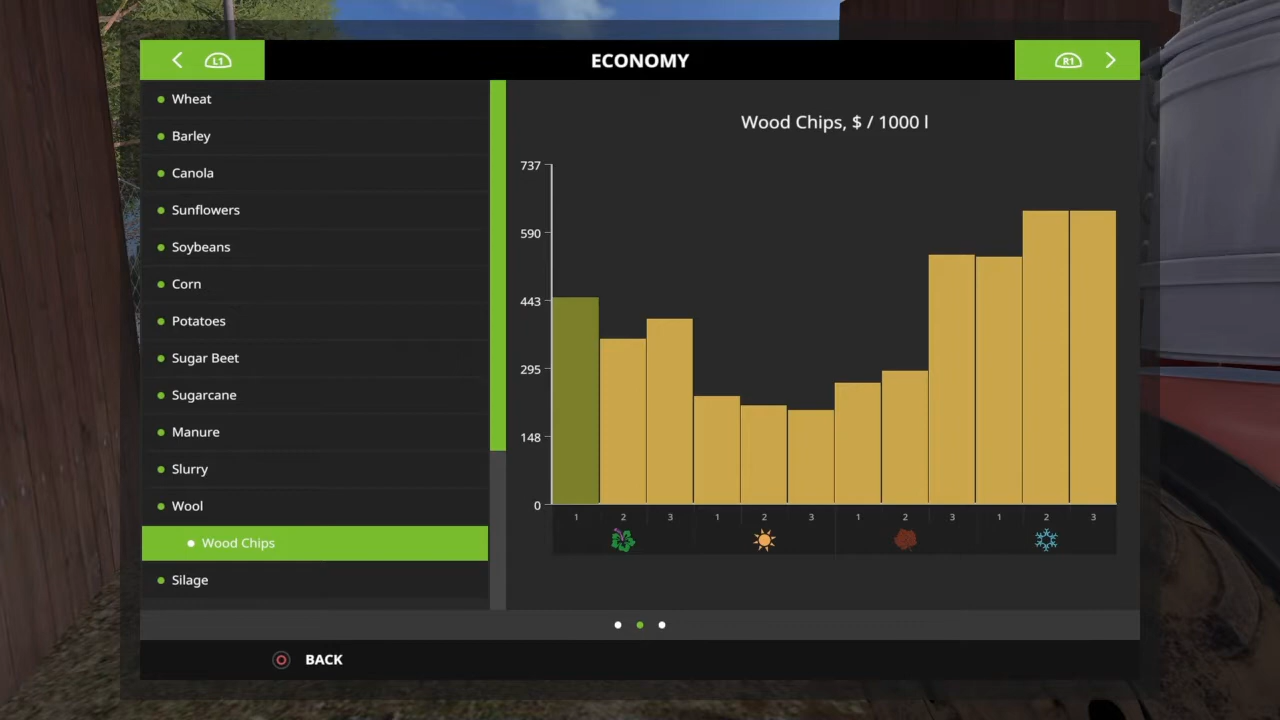 L1
ECONOMY
R1
Wheat
Barley
Canola
Sunflowers
Soybeans
Corn
Potatoes
Sugar Beet
Sugarcane
Manure
Slurry
Wool
Wood Chips
Silage
Wood Chips, $ / 1000 l
737
590
443
295
148
0
1 2 3 1 2 3 1 2 3 1 2 3
BACK